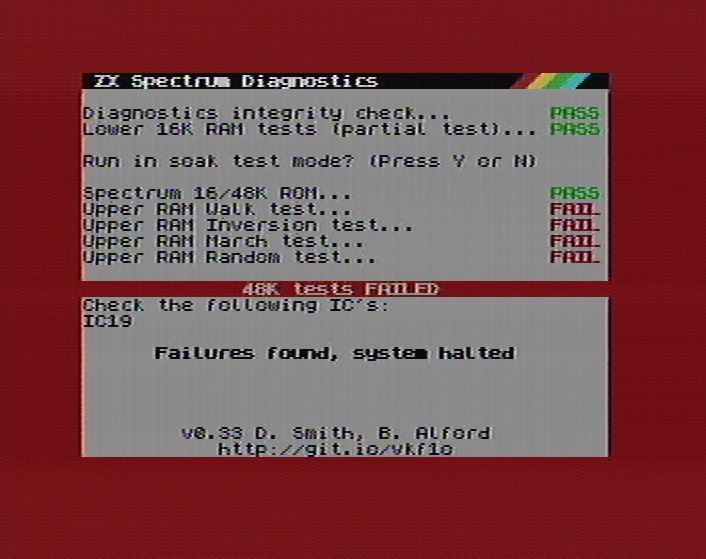 ZX Spectrum Diagnostics
Diagnostics integrity check... PASS
Lower 16K RAM tests (partial test)... PASS
Run in soak test mode? (Press Y or N)
Spectrum 16/48K ROM... PASS
Upper RAM Walk test... FAIL
Upper RAM Inversion test... FAIL
Upper RAM March test... FAIL
Upper RAM Random test... FAIL
48K tests FAILED
Check the following IC's:
IC19
Failures found, system halted
v0.33 D. Smith, B. Alford
http://git.io/vkf1o